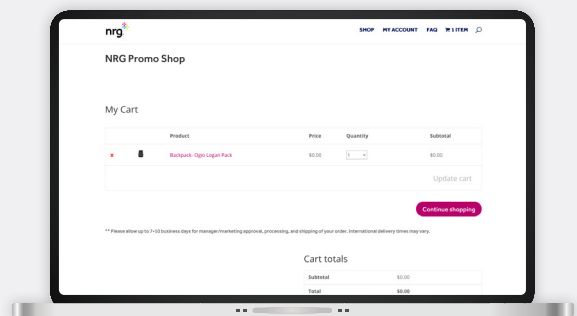 nrg
SHOP MY ACCOUNT FAQ 1 ITEM
NRG Promo Shop
My Cart
Product Price Quantity Subtotal
× Backpack- Ogio Logan Pack $0.00 1 $0.00
Update cart
Continue shopping
** Please allow up to 7-10 business days for manager/marketing approval, processing, and shipping of your order. International delivery times may vary.
Cart totals
Subtotal $0.00
Total $0.00